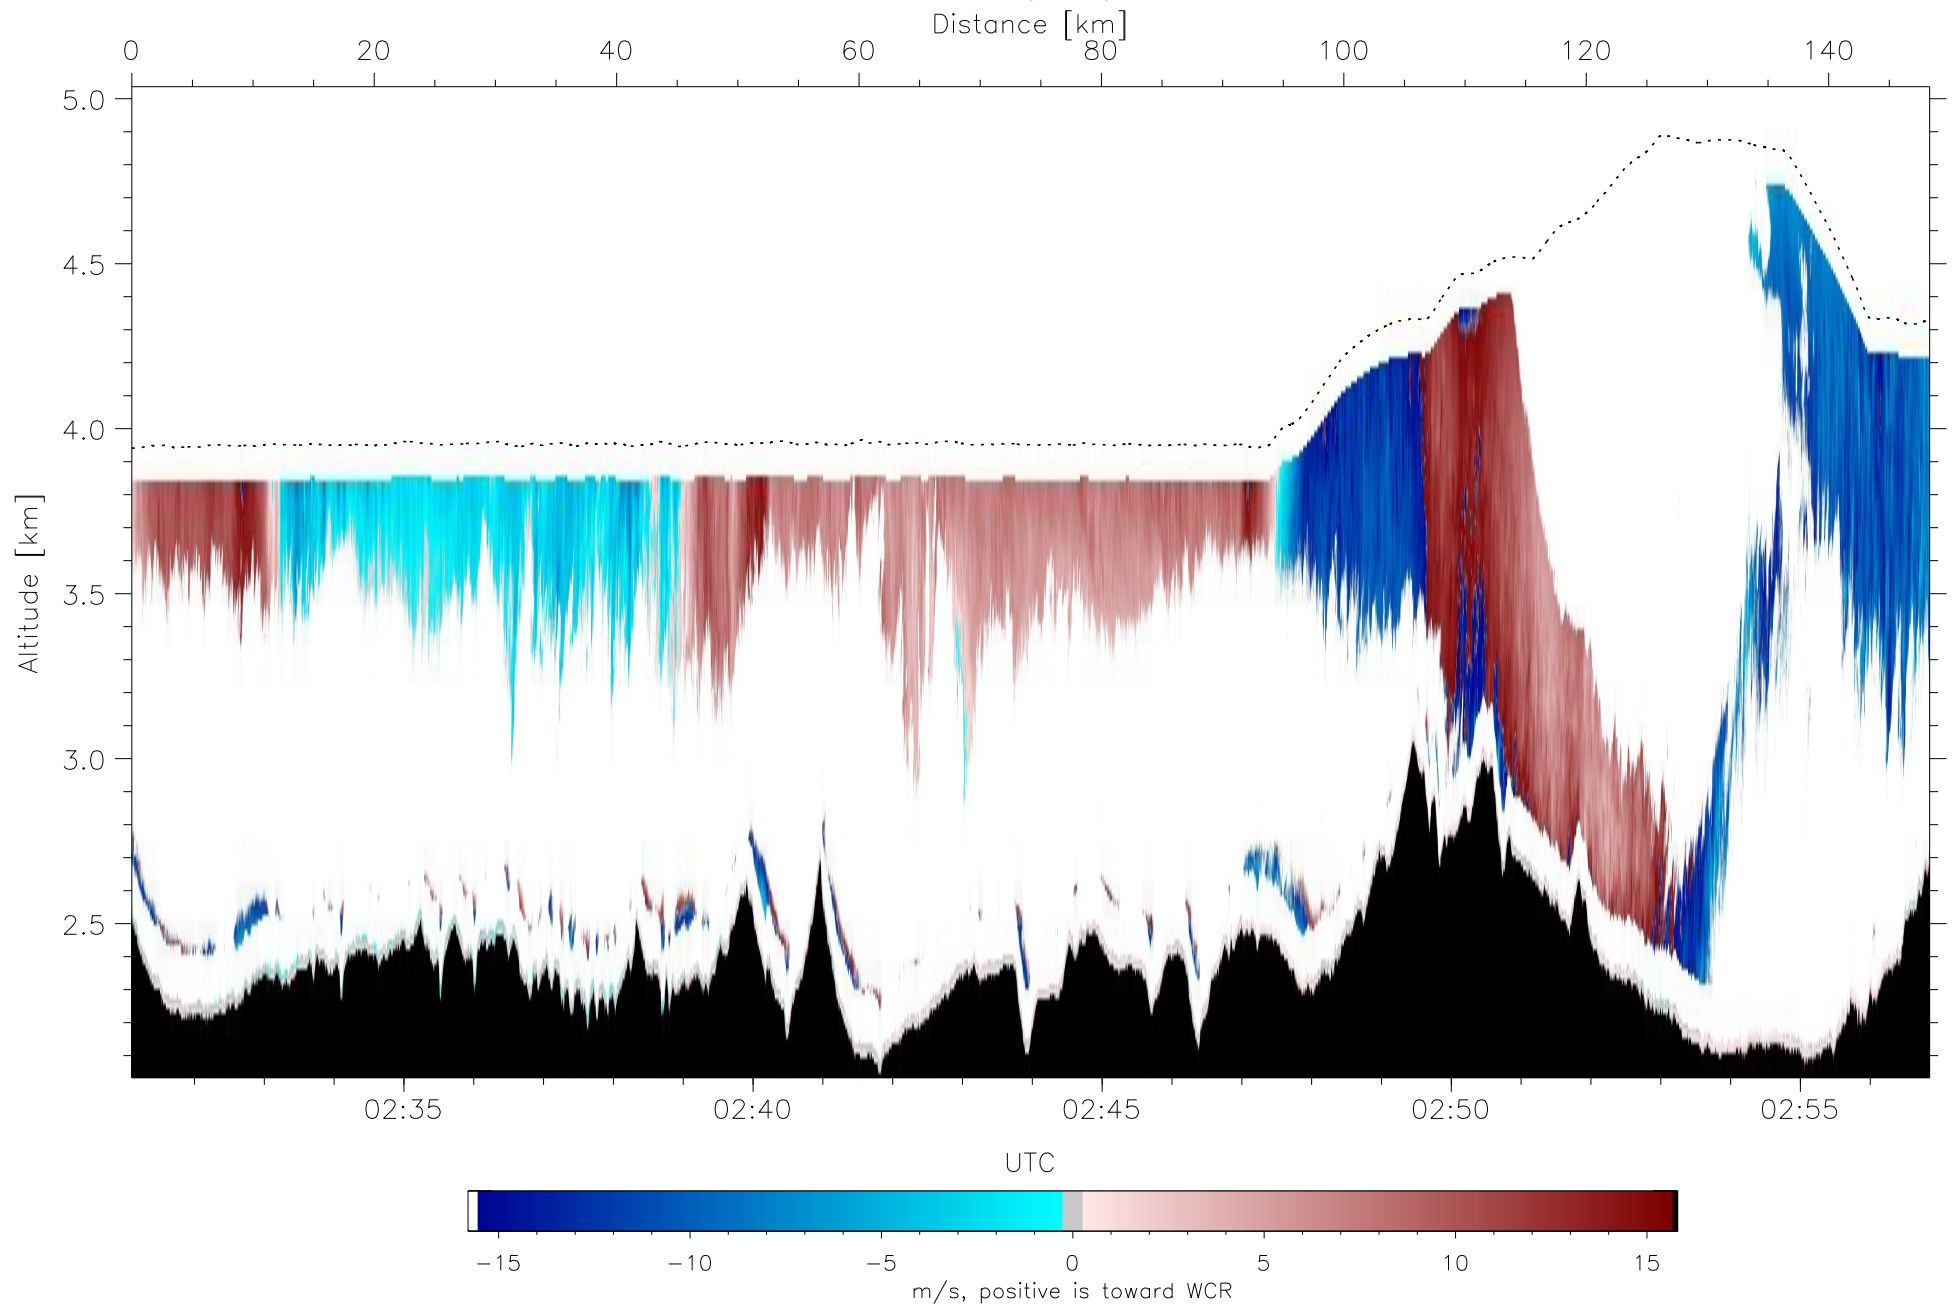 Distance [km]
0 20 40 60 80 100 120 140
5.0
4.5
4.0
3.5
3.0
2.5
Altitude [km]
02:35 02:40 02:45 02:50 02:55
UTC
−15 −10 −5 0 5 10 15
m/s, positive is toward WCR